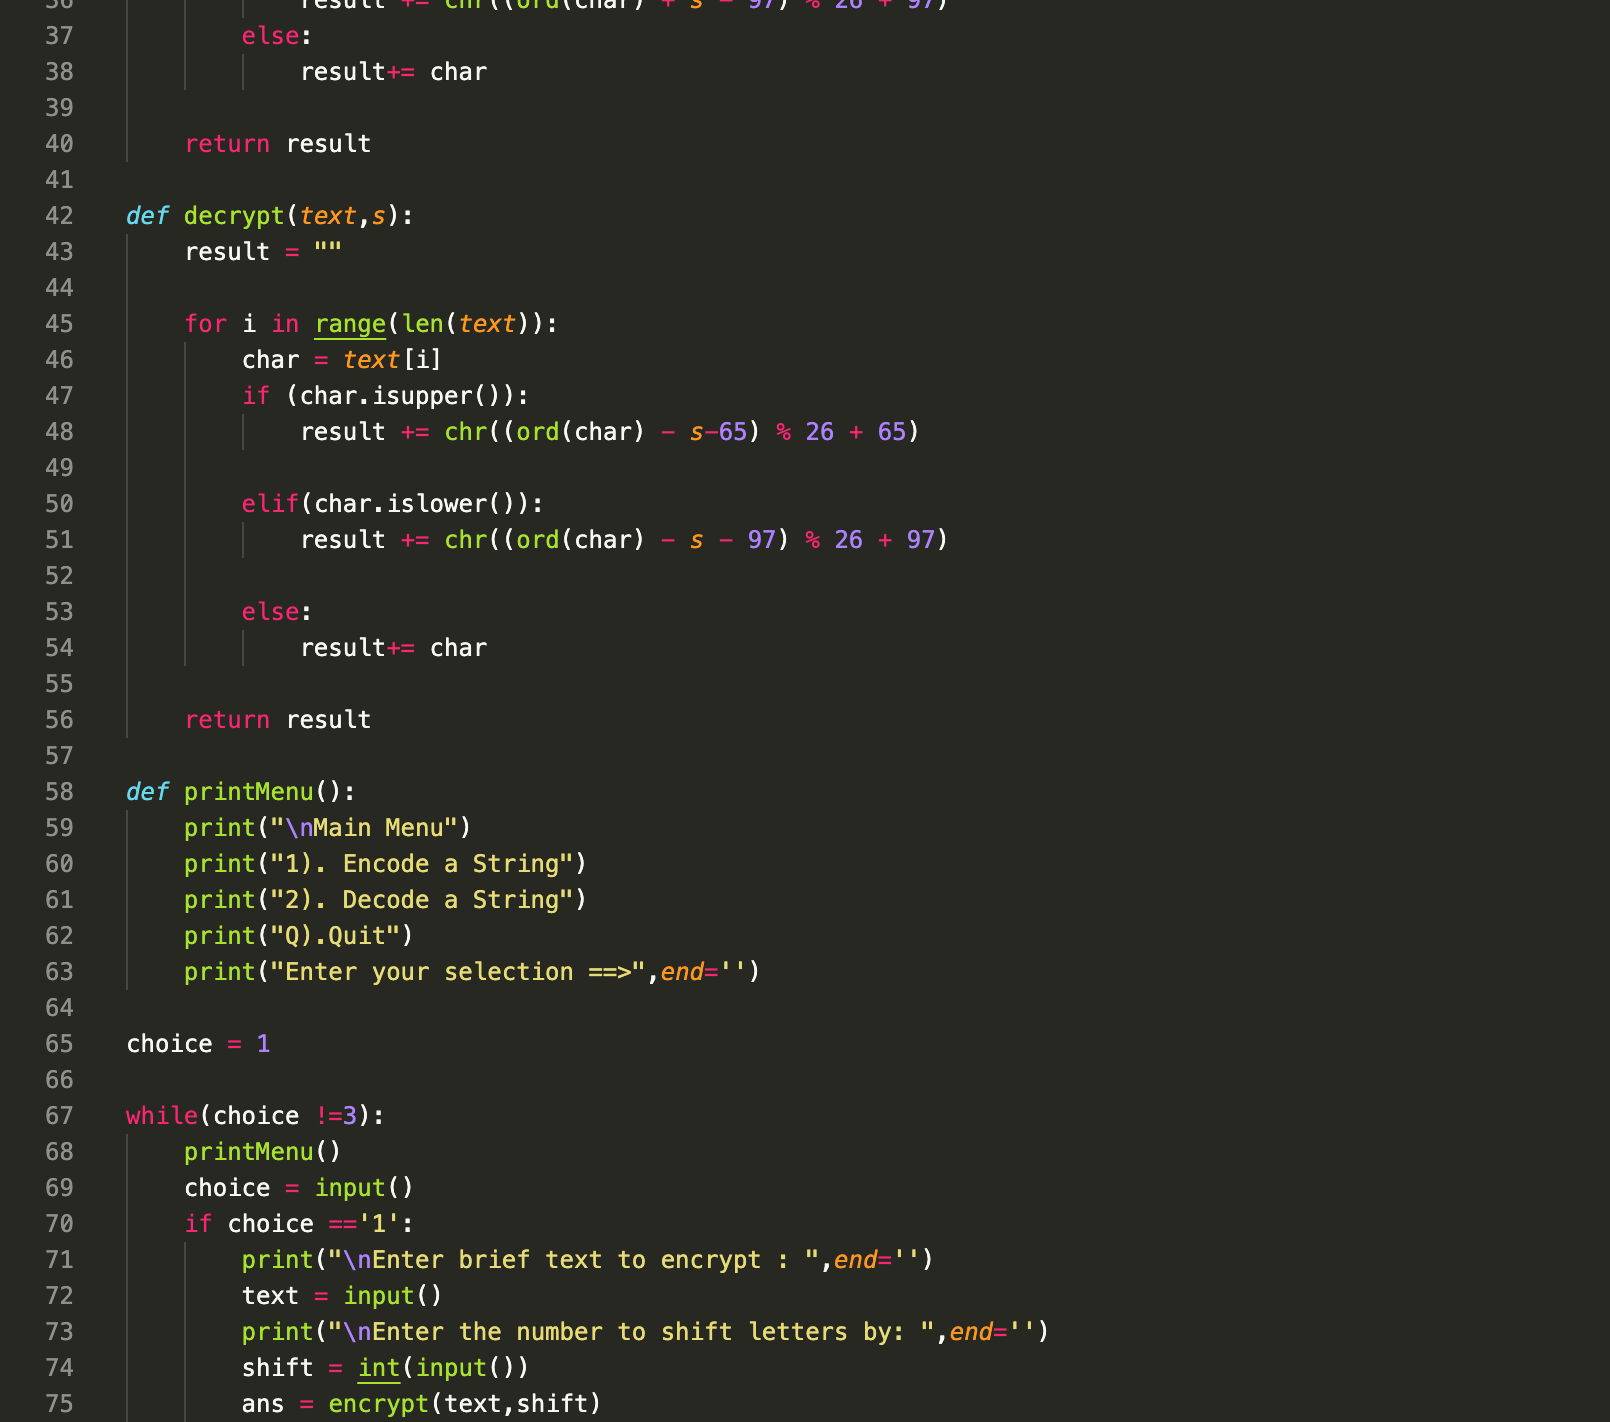 36 result += chr((ord(char) + s - 97) % 26 + 97)
37 else:
38 result+= char
39
40 return result
41
42 def decrypt(text,s):
43 result = ""
44
45 for i in range(len(text)):
46 char = text[i]
47 if (char.isupper()):
48 result += chr((ord(char) - s-65) % 26 + 65)
49
50 elif(char.islower()):
51 result += chr((ord(char) - s - 97) % 26 + 97)
52
53 else:
54 result+= char
55
56 return result
57
58 def printMenu():
59 print("\nMain Menu")
60 print("1). Encode a String")
61 print("2). Decode a String")
62 print("Q).Quit")
63 print("Enter your selection ==>",end='')
64
65 choice = 1
66
67 while(choice !=3):
68 printMenu()
69 choice = input()
70 if choice =='1':
71 print("\nEnter brief text to encrypt : ",end='')
72 text = input()
73 print("\nEnter the number to shift letters by: ",end='')
74 shift = int(input())
75 ans = encrypt(text,shift)